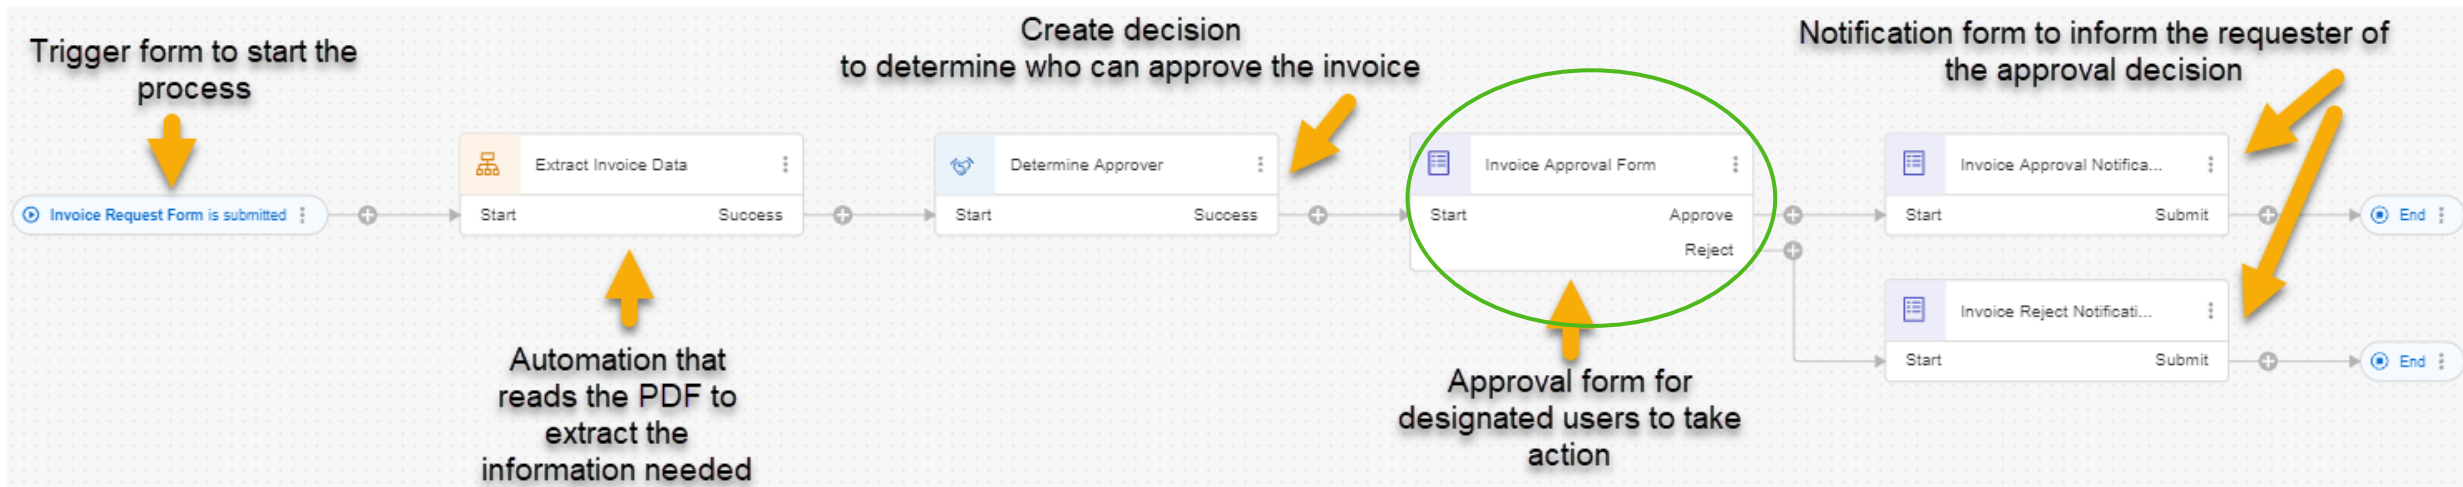 Trigger form to start the
process
Create decision
to determine who can approve the invoice
Notification form to inform the requester of
the approval decision
Invoice Request Form is submitted
Extract Invoice Data
Start Success
Determine Approver
Start Success
Invoice Approval Form
Start Approve
Reject
Invoice Approval Notifica...
Start Submit
End
Invoice Reject Notificati...
Start Submit
End
Automation that
reads the PDF to
extract the
information needed
Approval form for
designated users to take
action